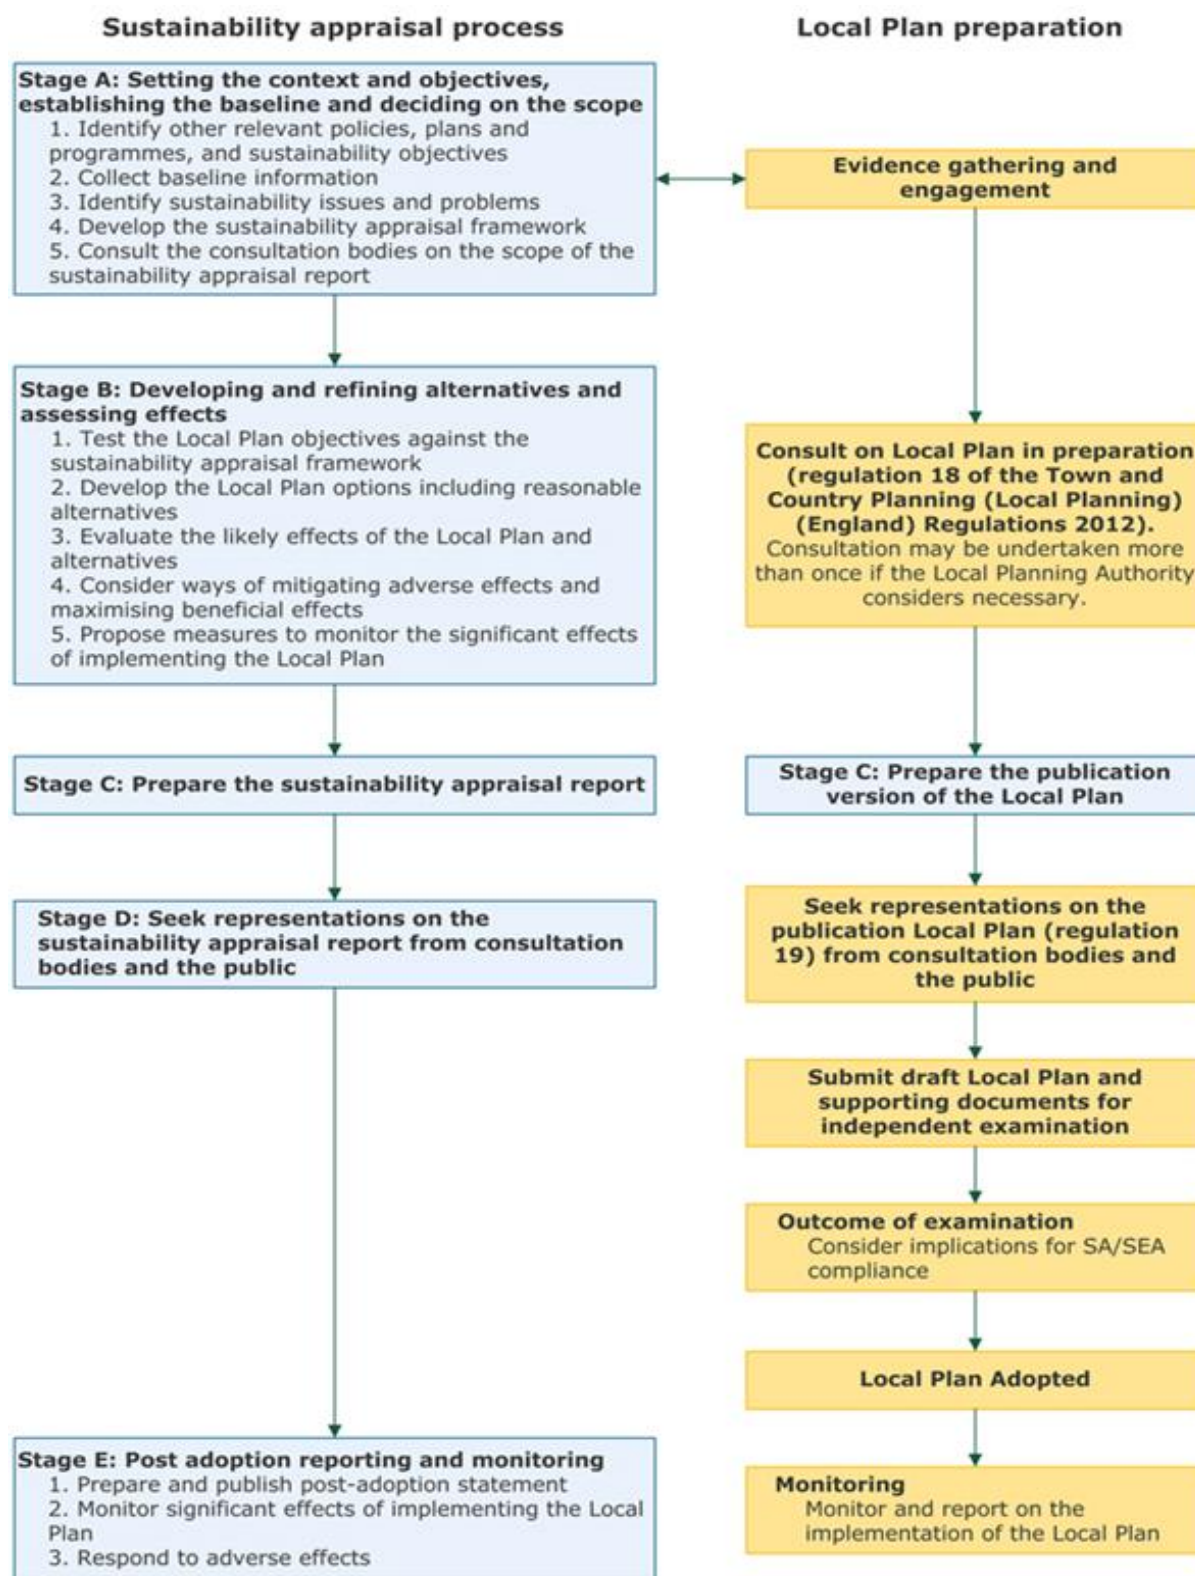 Sustainability appraisal process
Stage A: Setting the context and objectives,
establishing the baseline and deciding on the scope
1. Identify other relevant policies, plans and
programmes, and sustainability objectives
2. Collect baseline information
3. Identify sustainability issues and problems
4. Develop the sustainability appraisal framework
5. Consult the consultation bodies on the scope of the
sustainability appraisal report
Stage B: Developing and refining alternatives and
assessing effects
1. Test the Local Plan objectives against the
sustainability appraisal framework
2. Develop the Local Plan options including reasonable
alternatives
3. Evaluate the likely effects of the Local Plan and
alternatives
4. Consider ways of mitigating adverse effects and
maximising beneficial effects
5. Propose measures to monitor the significant effects
of implementing the Local Plan
Stage C: Prepare the sustainability appraisal report
Stage D: Seek representations on the
sustainability appraisal report from consultation
bodies and the public
Stage E: Post adoption reporting and monitoring
1. Prepare and publish post-adoption statement
2. Monitor significant effects of implementing the Local
Plan
3. Respond to adverse effects
Local Plan preparation
Evidence gathering and
engagement
Consult on Local Plan in preparation
(regulation 18 of the Town and
Country Planning (Local Planning)
(England) Regulations 2012).
Consultation may be undertaken more
than once if the Local Planning Authority
considers necessary.
Stage C: Prepare the publication
version of the Local Plan
Seek representations on the
publication Local Plan (regulation
19) from consultation bodies and
the public
Submit draft Local Plan and
supporting documents for
independent examination
Outcome of examination
Consider implications for SA/SEA
compliance
Local Plan Adopted
Monitoring
Monitor and report on the
implementation of the Local Plan